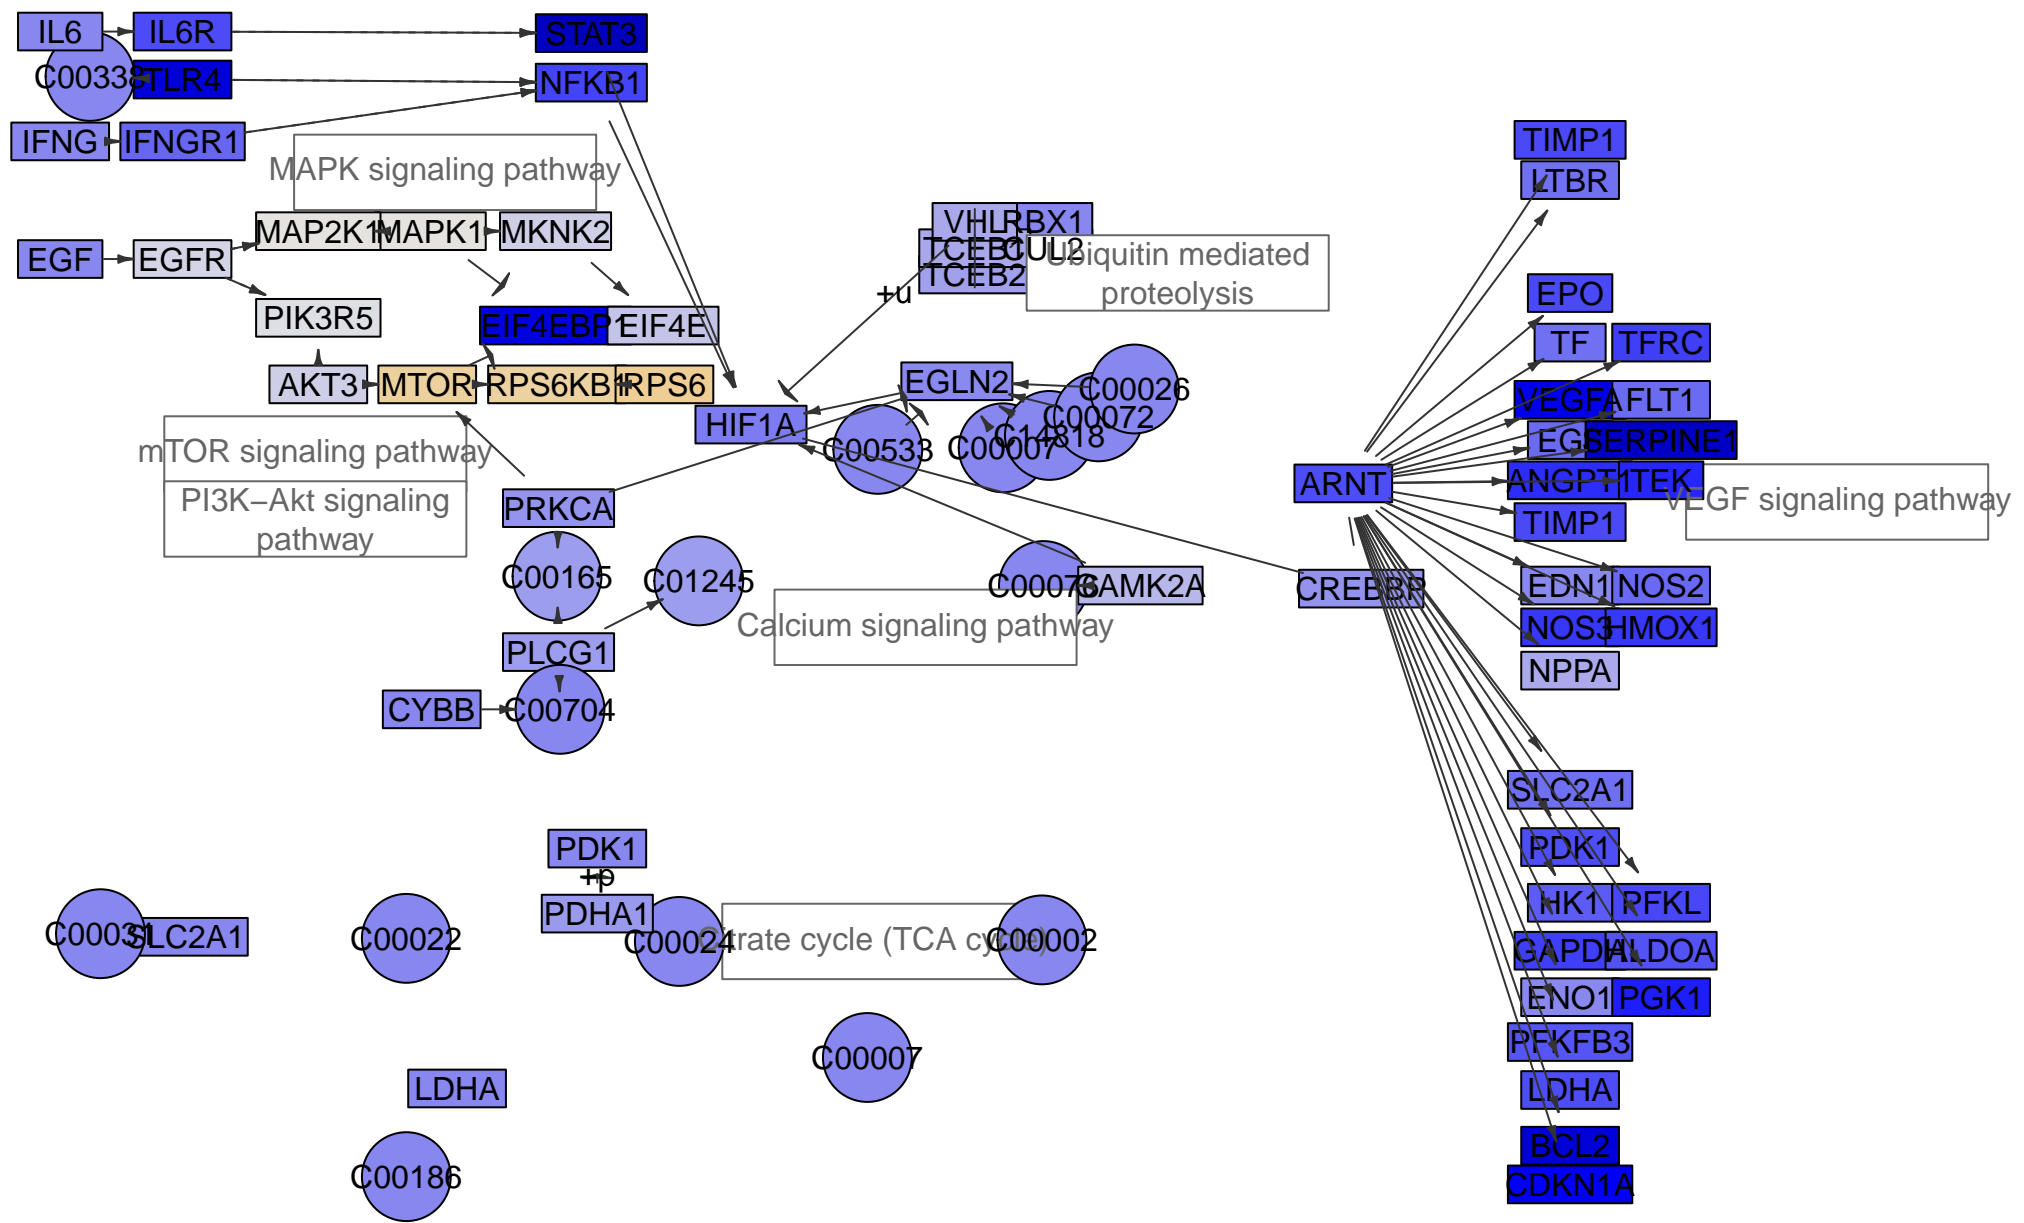 IL6
IL6R
STAT3
C00338
TLR4
NFKB1
IFNG
IFNGR1
MAPK signaling pathway
MAP2K1
MAPK1
MKNK2
EGF
EGFR
PIK3R5
EIF4EBP1
EIF4E
AKT3
MTOR
RPS6KB1
RPS6
mTOR signaling pathway
PI3K−Akt signaling
pathway
HIF1A
VHL
RBX1
TCEB1
CUL2
TCEB2
Ubiquitin mediated
proteolysis
+u
EGLN2
C00026
C00072
C14818
C00007
C00533
PRKCA
C00165
C01245
PLCG1
CYBB
C00704
C00076
CAMK2A
Calcium signaling pathway
CREBBP
ARNT
TIMP1
LTBR
EPO
TF
TFRC
VEGFA
FLT1
EGF
SERPINE1
ANGPT1
TEK
VEGF signaling pathway
TIMP1
EDN1
NOS2
NOS3
HMOX1
NPPA
SLC2A1
PDK1
HK1
PFKL
GAPDH
ALDOA
ENO1
PGK1
PFKFB3
LDHA
BCL2
CDKN1A
PDK1
+p
PDHA1
C00031
SLC2A1
C00022
C00024
Citrate cycle (TCA cycle)
C00002
C00007
LDHA
C00186